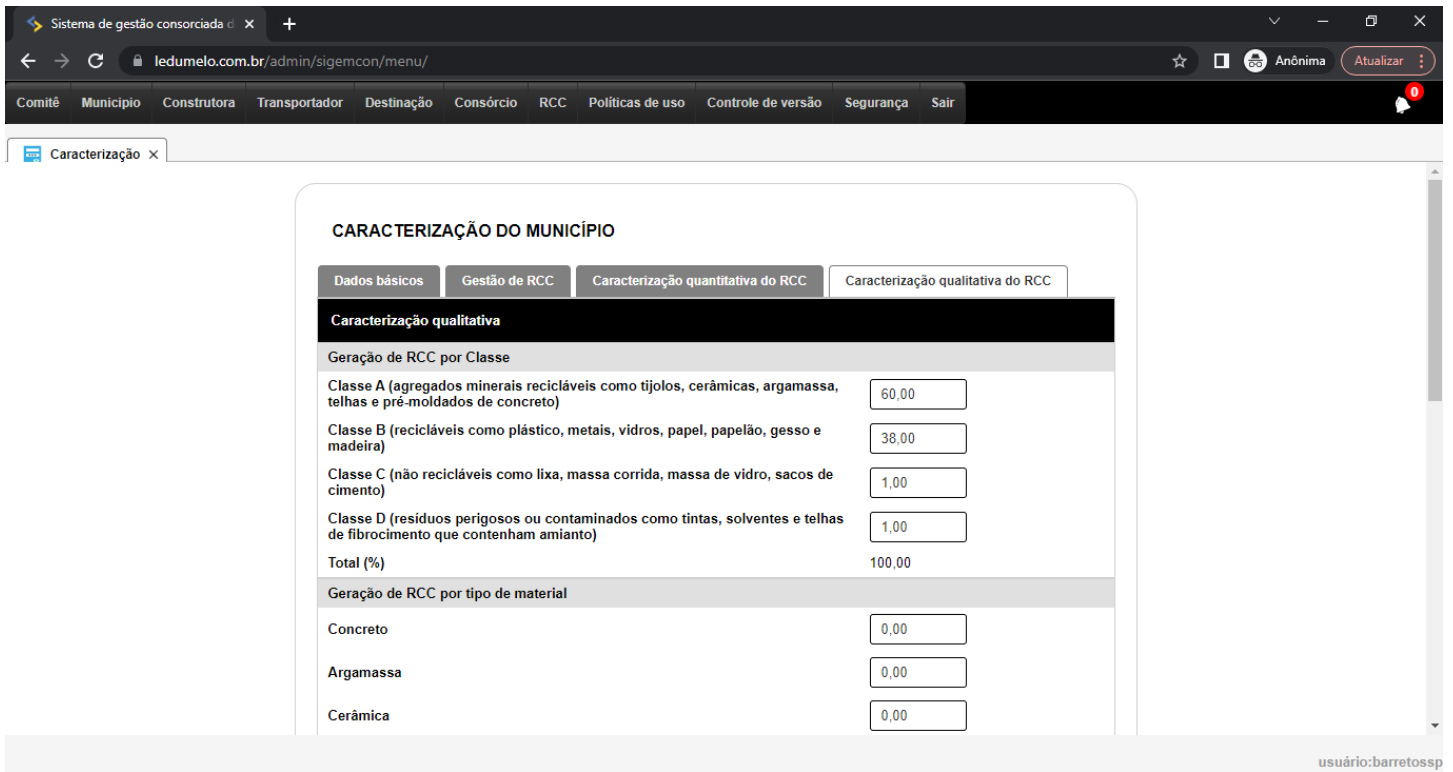 Sistema de gestão consorciada d
ledumelo.com.br/admin/sigemcon/menu/
Anônima
Atualizar
Comitê Municipio Construtora Transportador Destinação Consórcio RCC Políticas de uso Controle de versão Segurança Sair
0
Caracterização
CARACTERIZAÇÃO DO MUNICÍPIO
Dados básicos Gestão de RCC Caracterização quantitativa do RCC Caracterização qualitativa do RCC
Caracterização qualitativa
Geração de RCC por Classe
Classe A (agregados minerais recicláveis como tijolos, cerâmicas, argamassa,
telhas e pré-moldados de concreto)
60,00
Classe B (recicláveis como plástico, metais, vidros, papel, papelão, gesso e
madeira)
38,00
Classe C (não recicláveis como lixa, massa corrida, massa de vidro, sacos de
cimento)
1,00
Classe D (resíduos perigosos ou contaminados como tintas, solventes e telhas
de fibrocimento que contenham amianto)
1,00
Total (%) 100,00
Geração de RCC por tipo de material
Concreto 0,00
Argamassa 0,00
Cerâmica 0,00
usuário:barretossp